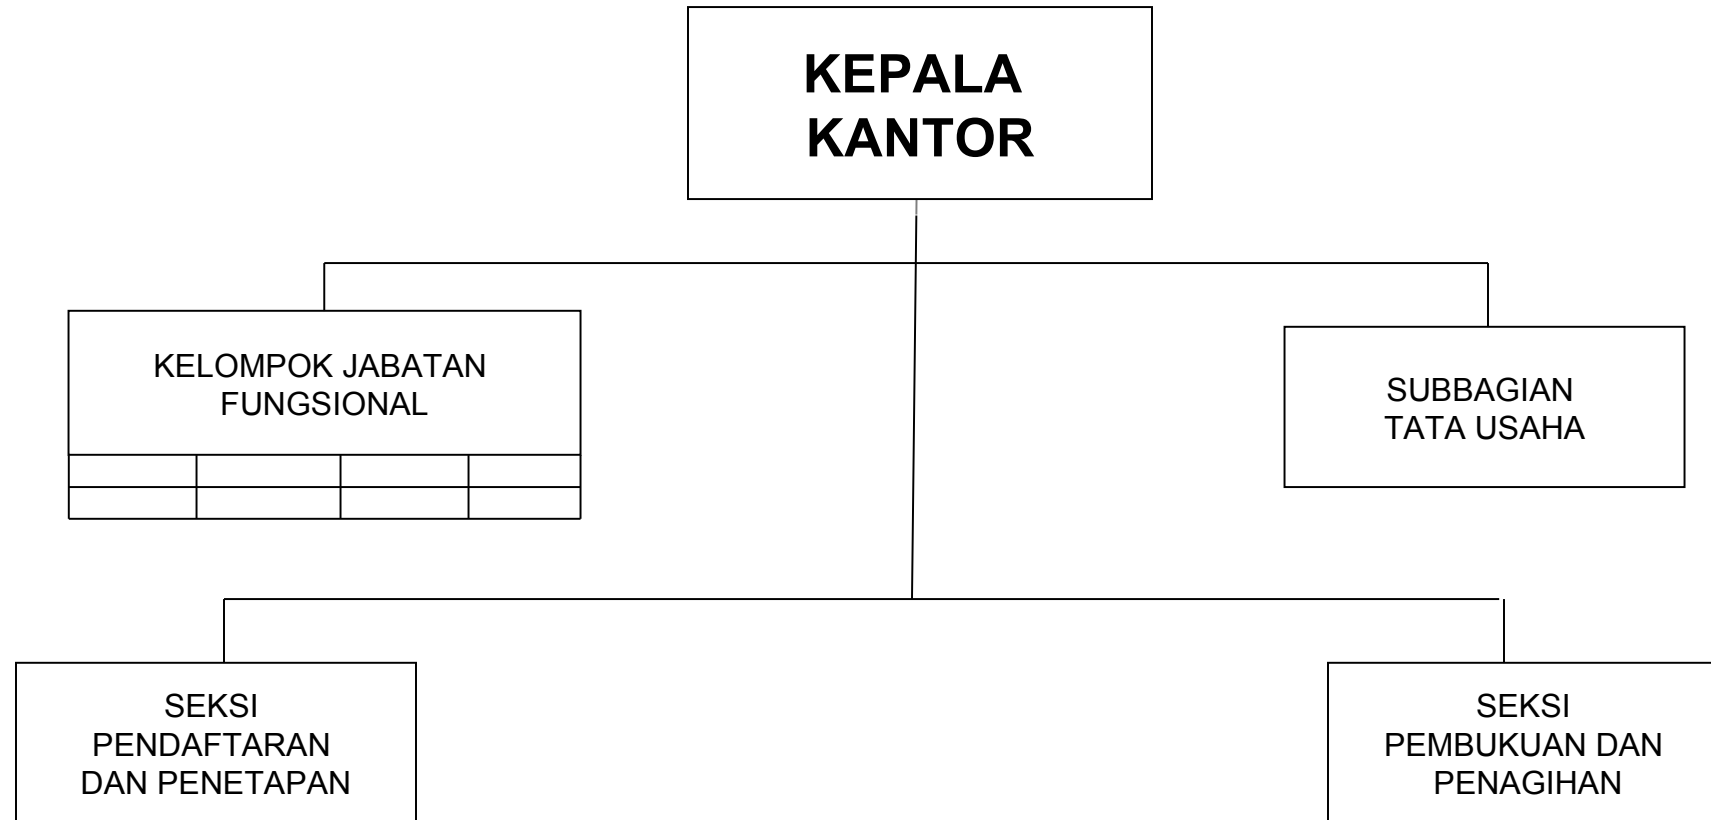 KEPALA
KANTOR
KELOMPOK JABATAN
FUNGSIONAL
SUBBAGIAN
TATA USAHA
SEKSI
PENDAFTARAN
DAN PENETAPAN
SEKSI
PEMBUKUAN DAN
PENAGIHAN